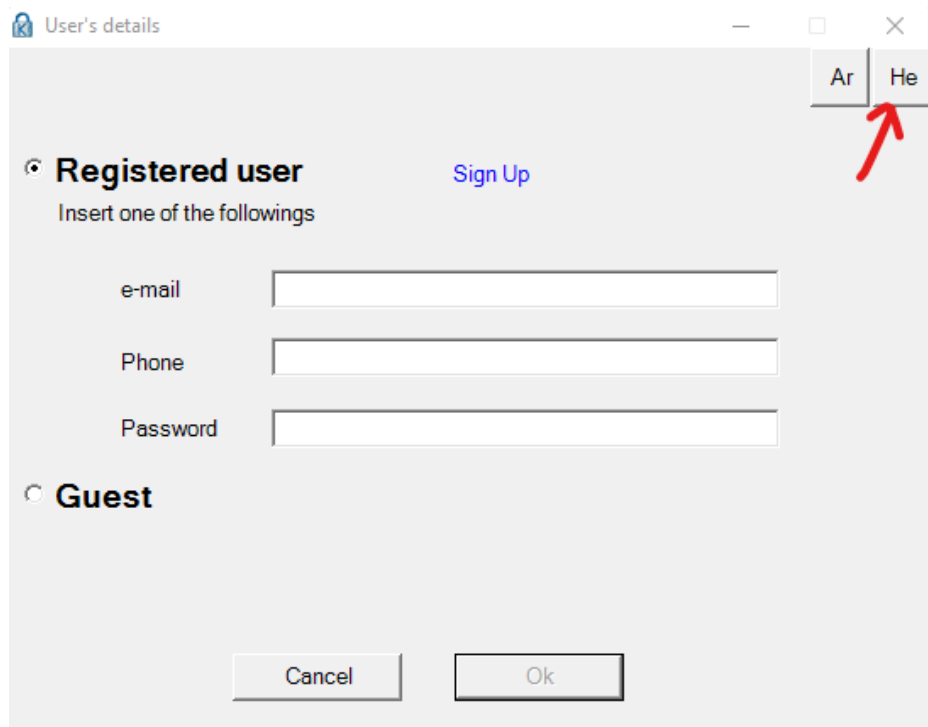 User's details
Ar He
Registered user Sign Up
Insert one of the followings
e-mail
Phone
Password
Guest
Cancel Ok